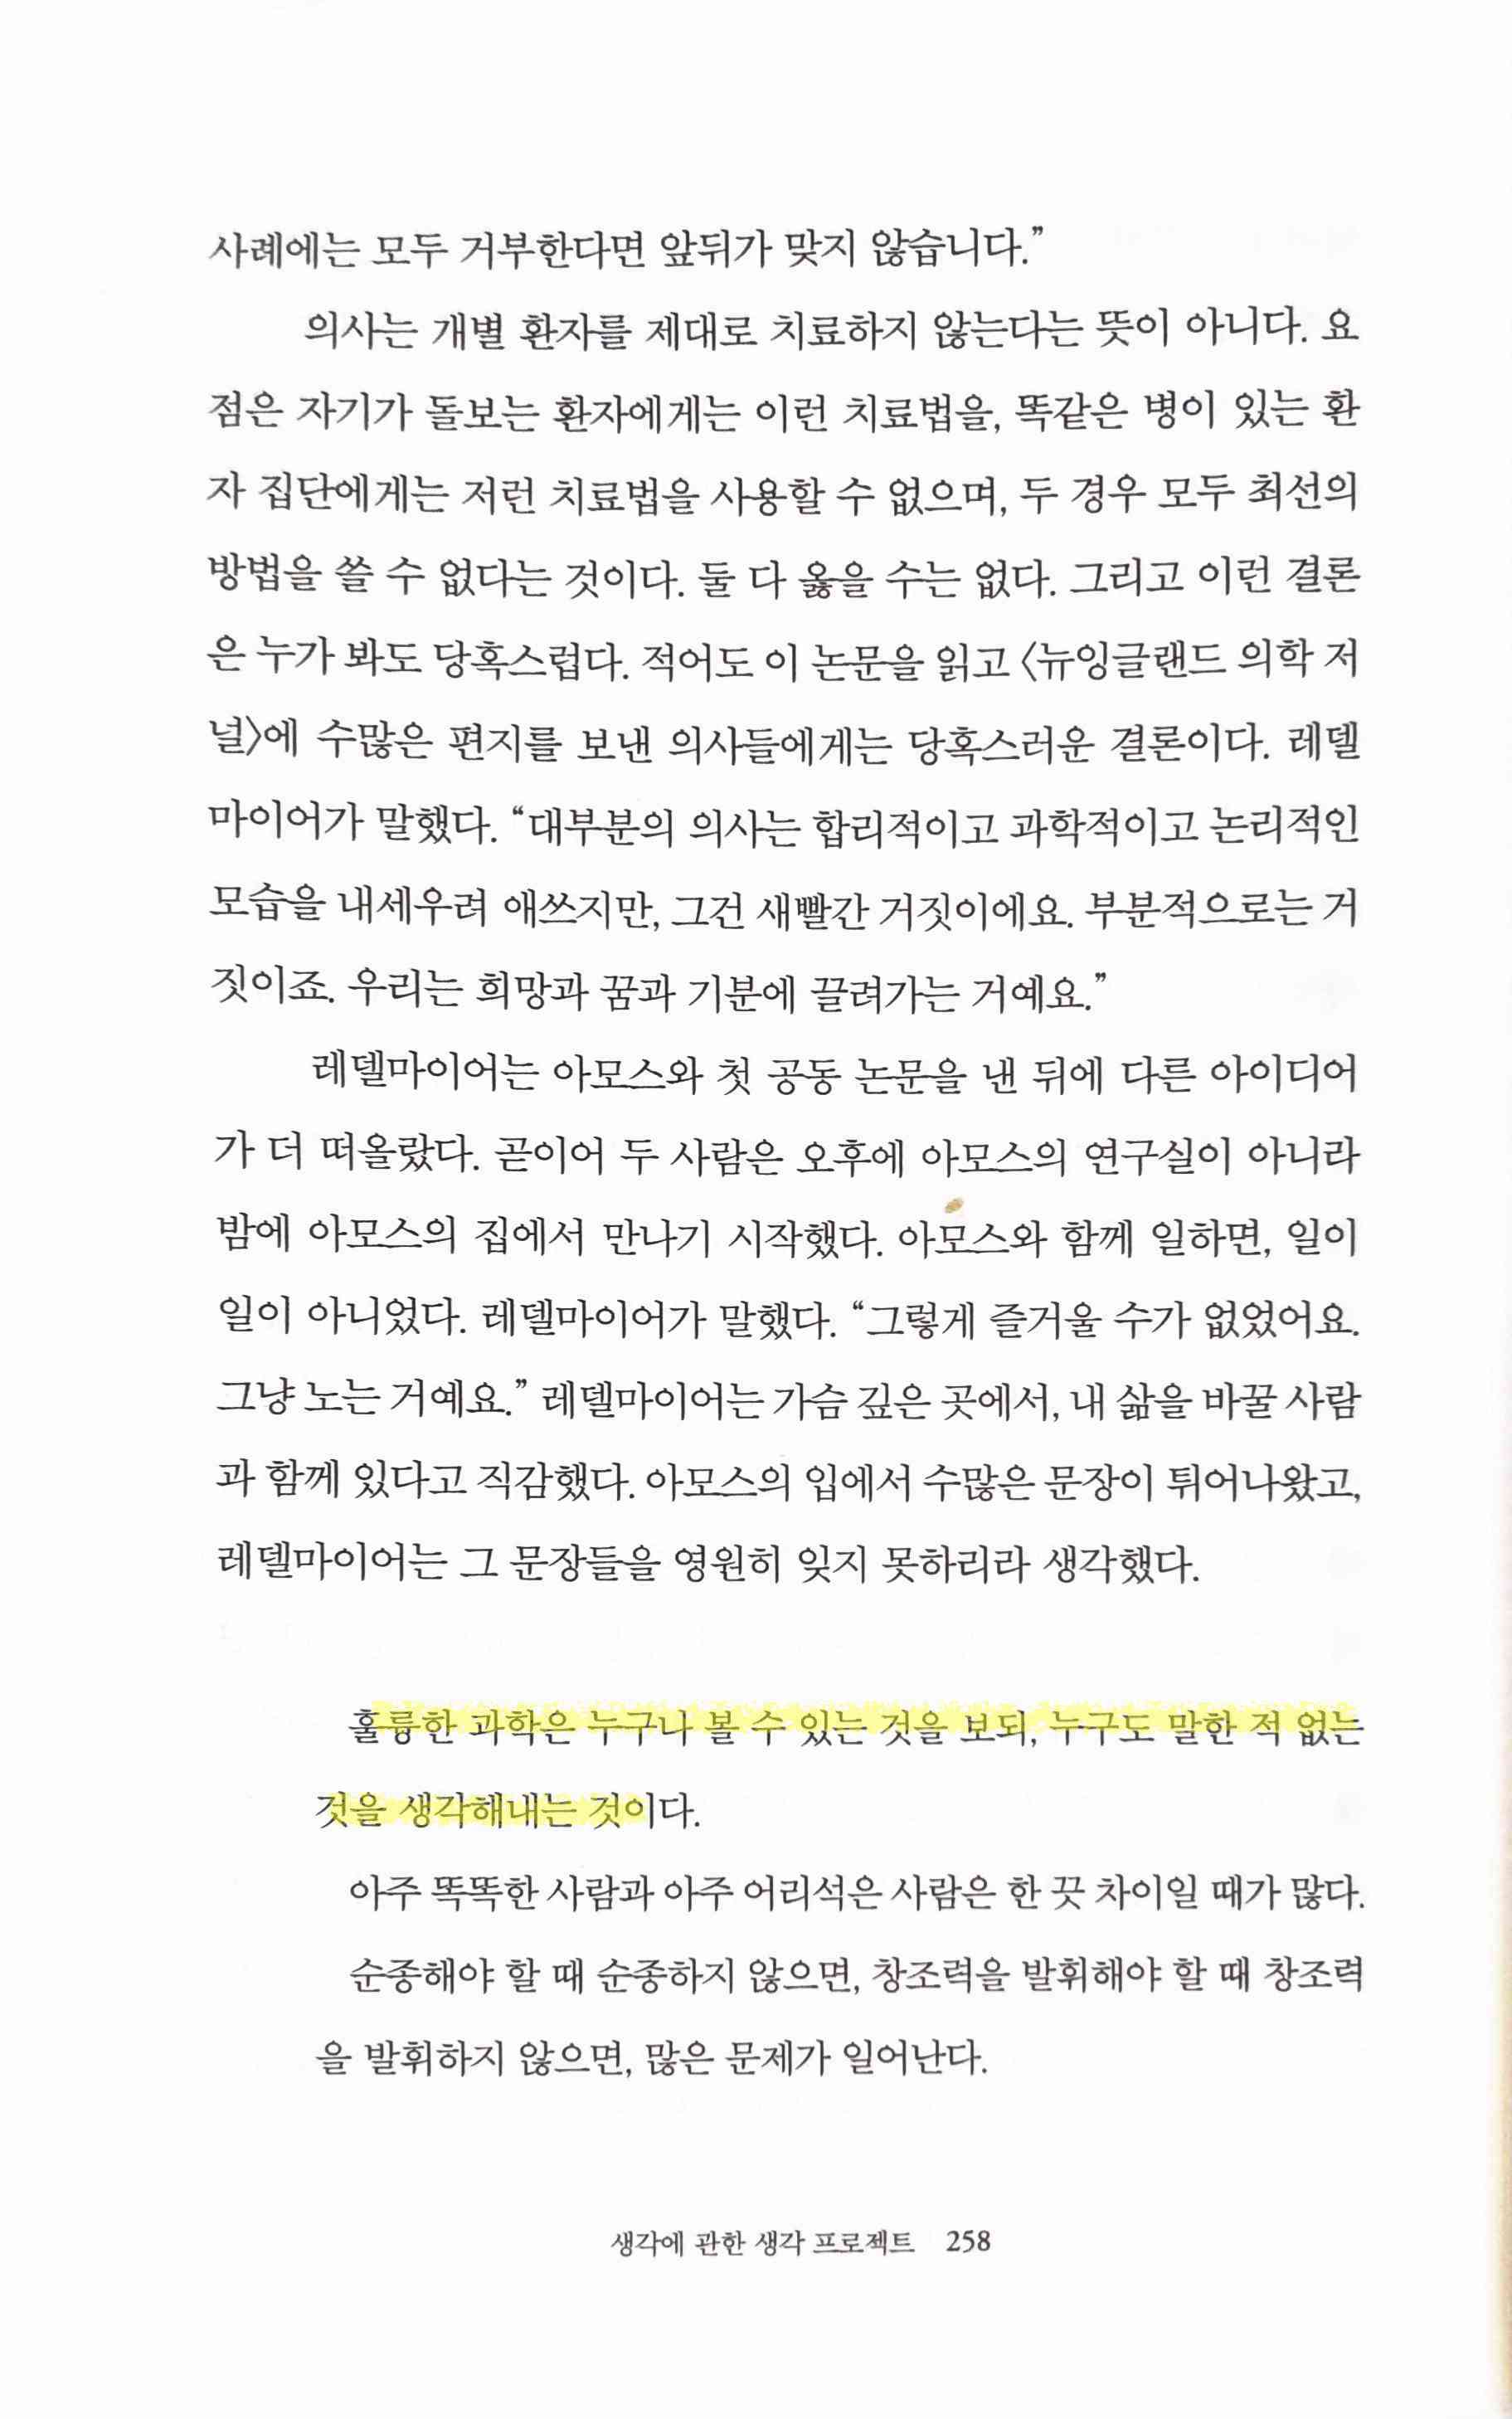 사례에는 모두 거부한다면 앞뒤가 맞지 않습니다.”
의사는 개별 환자를 제대로 치료하지 않는다는 뜻이 아니다. 요
점은 자기가 돌보는 환자에게는 이런 치료법을, 똑같은 병이 있는 환
자 집단에게는 저런 치료법을 사용할 수 없으며, 두 경우 모두 최선의
방법을 쓸 수 없다는 것이다. 둘 다 옳을 수는 없다. 그리고 이런 결론
은 누가 봐도 당혹스럽다. 적어도 이 논문을 읽고 〈뉴잉글랜드 의학 저
널〉에 수많은 편지를 보낸 의사들에게는 당혹스러운 결론이다. 레델
마이어가 말했다. “대부분의 의사는 합리적이고 과학적이고 논리적인
모습을 내세우려 애쓰지만, 그건 새빨간 거짓이에요. 부분적으로는 거
짓이죠. 우리는 희망과 꿈과 기분에 끌려가는 거예요.”
레델마이어는 아모스와 첫 공동 논문을 낸 뒤에 다른 아이디어
가 더 떠올랐다. 곧이어 두 사람은 오후에 아모스의 연구실이 아니라
밤에 아모스의 집에서 만나기 시작했다. 아모스와 함께 일하면, 일이
일이 아니었다. 레델마이어가 말했다. “그렇게 즐거울 수가 없었어요.
그냥 노는 거예요.” 레델마이어는 가슴 깊은 곳에서, 내 삶을 바꿀 사람
과 함께 있다고 직감했다. 아모스의 입에서 수많은 문장이 튀어나왔고,
레델마이어는 그 문장들을 영원히 잊지 못하리라 생각했다.
훌륭한 과학은 누구나 볼 수 있는 것을 보되, 누구도 말한 적 없는
것을 생각해내는 것이다.
아주 똑똑한 사람과 아주 어리석은 사람은 한 끗 차이일 때가 많다.
순종해야 할 때 순종하지 않으면, 창조력을 발휘해야 할 때 창조력
을 발휘하지 않으면, 많은 문제가 일어난다.
생각에 관한 생각 프로젝트 258